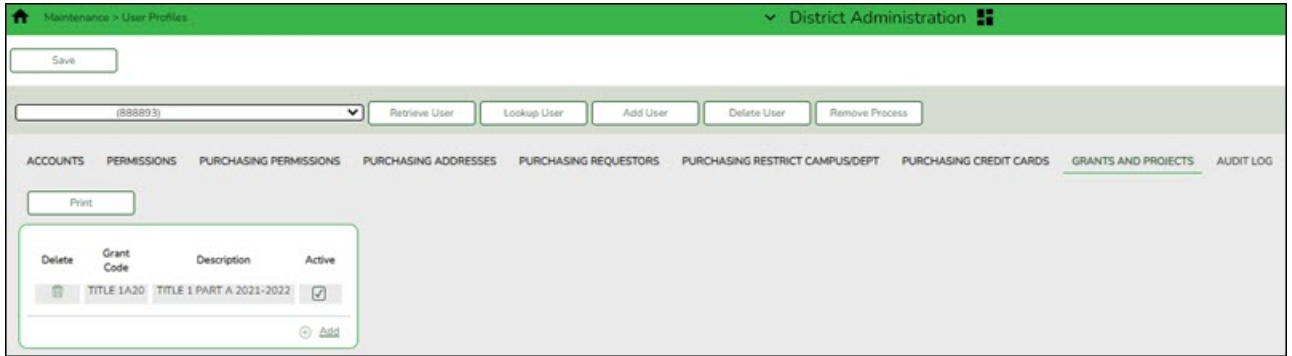 Maintenance > User Profiles
District Administration
Save
(888893)
Retrieve User
Lookup User
Add User
Delete User
Remove Process
ACCOUNTS PERMISSIONS PURCHASING PERMISSIONS PURCHASING ADDRESSES PURCHASING REQUESTORS PURCHASING RESTRICT CAMPUS/DEPT PURCHASING CREDIT CARDS GRANTS AND PROJECTS AUDIT LOG
Print
Delete Grant Code Description Active
TITLE 1A20 TITLE 1 PART A 2021-2022
Add